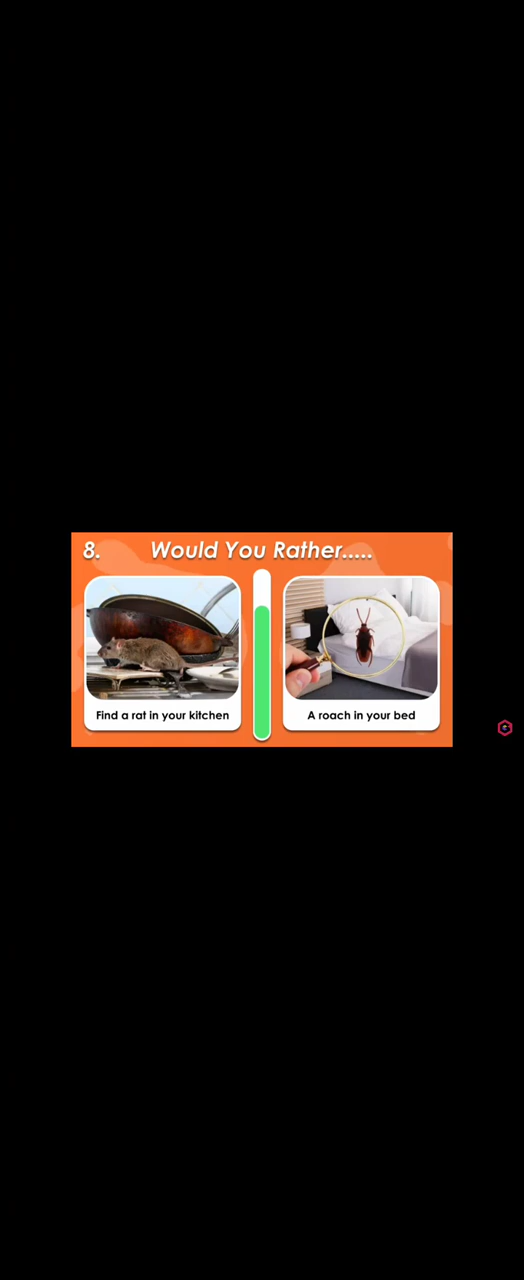 8. Would You Rather.....
Find a rat in your kitchen
A roach in your bed